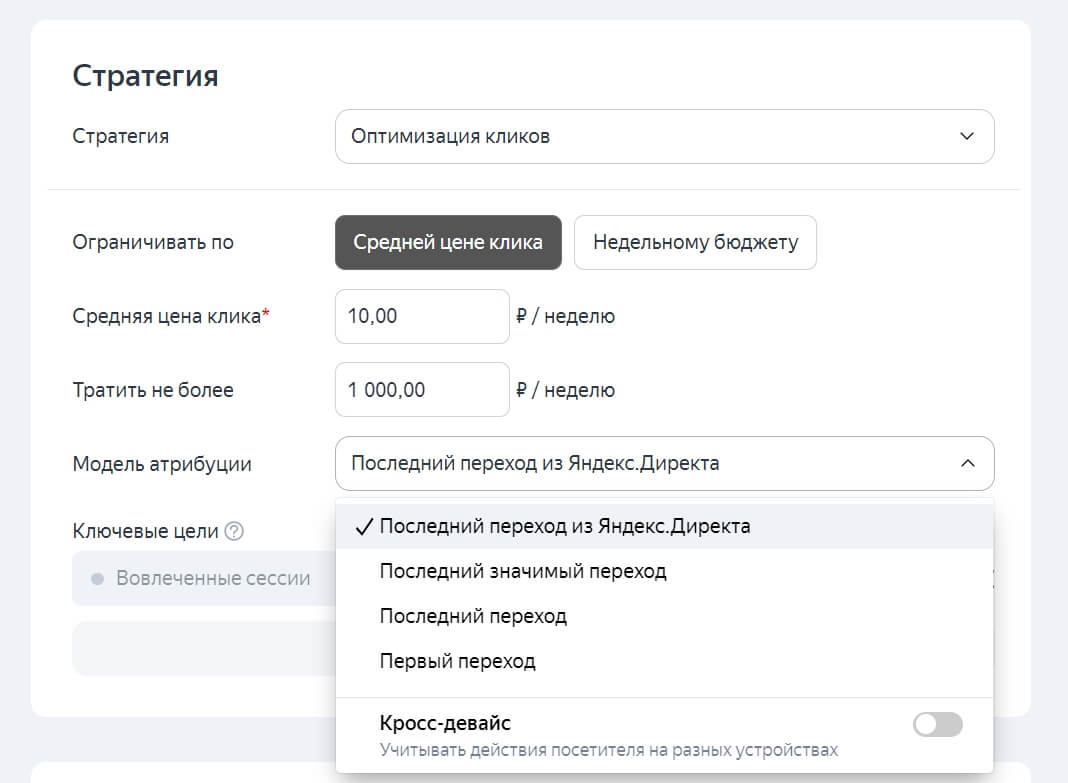 Стратегия
Стратегия Оптимизация кликов
Ограничивать по Средней цене клика Недельному бюджету
Средняя цена клика* 10,00 ₽ / неделю
Тратить не более 1 000,00 ₽ / неделю
Модель атрибуции Последний переход из Яндекс.Директа
Ключевые цели ?
Последний переход из Яндекс.Директа
Вовлеченные сессии
Последний значимый переход
Последний переход
Первый переход
Кросс-девайс
Учитывать действия посетителя на разных устройствах